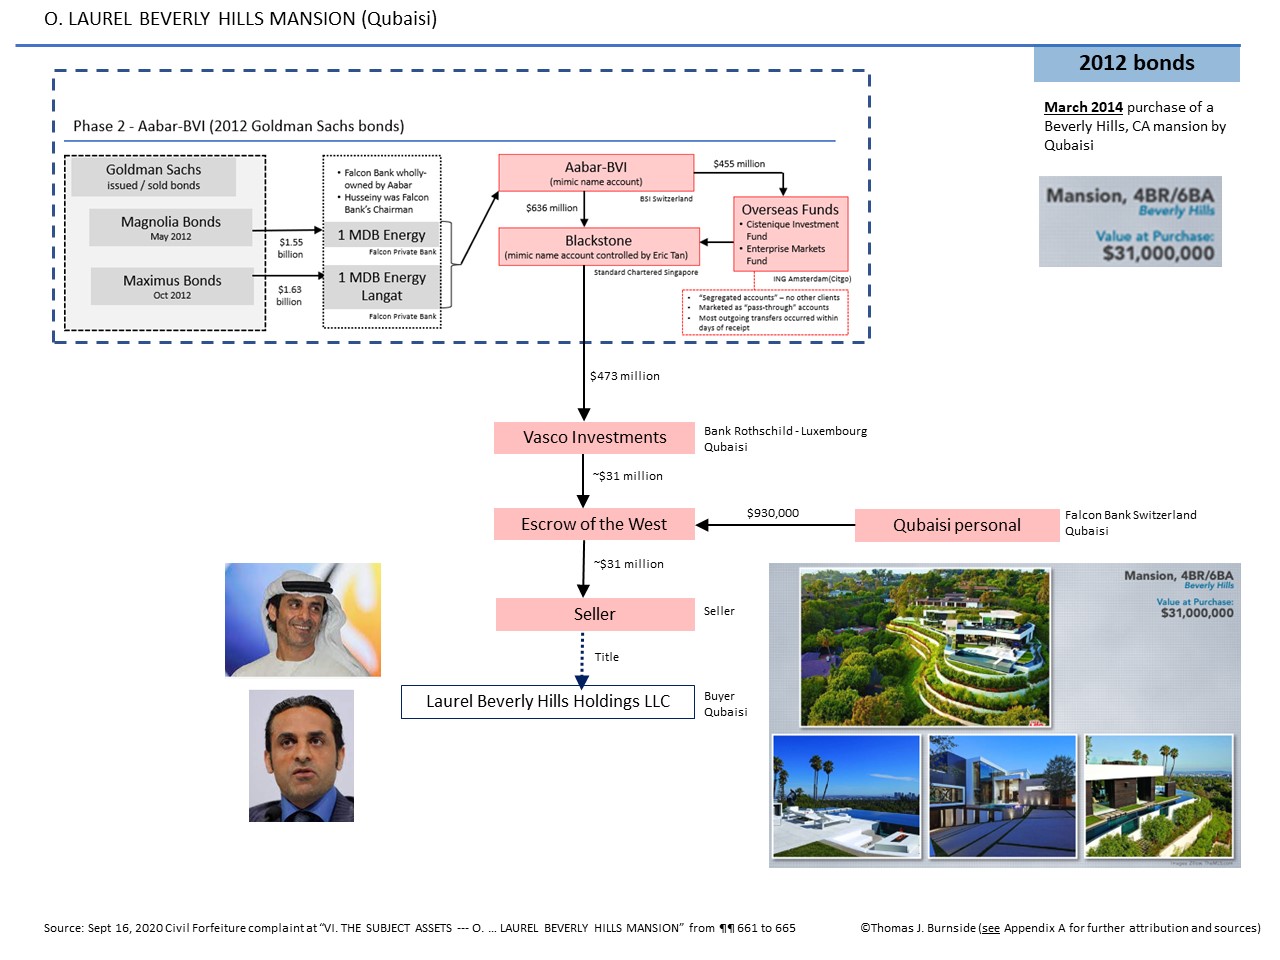 O. LAUREL BEVERLY HILLS MANSION (Qubaisi)
2012 bonds
March 2014 purchase of a
Beverly Hills, CA mansion by
Qubaisi
Mansion, 4BR/6BA
Beverly Hills
Value at Purchase:
$31,000,000
Phase 2 - Aabar-BVI (2012 Goldman Sachs bonds)
Goldman Sachs
issued / sold bonds
Magnolia Bonds
May 2012
Maximus Bonds
Oct 2012
$1.55
billion
$1.63
billion
• Falcon Bank wholly-
owned by Aabar
• Husseiny was Falcon
Bank's Chairman
1 MDB Energy
Falcon Private Bank
1 MDB Energy
Langat
Falcon Private Bank
Aabar-BVI
(mimic name account)
BSI Switzerland
$455 million
$636 million
Blackstone
(mimic name account controlled by Eric Tan)
Standard Chartered Singapore
Overseas Funds
• Cistenique Investment
Fund
• Enterprise Markets
Fund
ING Amsterdam(Citgo)
• "Segregated accounts" – no other clients
• Marketed as "pass-through" accounts
• Most outgoing transfers occurred within
days of receipt
$473 million
Vasco Investments
Bank Rothschild - Luxembourg
Qubaisi
~$31 million
Escrow of the West
$930,000
Qubaisi personal
Falcon Bank Switzerland
Qubaisi
~$31 million
Seller
Seller
Title
Laurel Beverly Hills Holdings LLC
Buyer
Qubaisi
Mansion, 4BR/6BA
Beverly Hills
Value at Purchase:
$31,000,000
Source: Sept 16, 2020 Civil Forfeiture complaint at "VI. THE SUBJECT ASSETS --- O. ... LAUREL BEVERLY HILLS MANSION" from ¶¶ 661 to 665
©Thomas J. Burnside (see Appendix A for further attribution and sources)